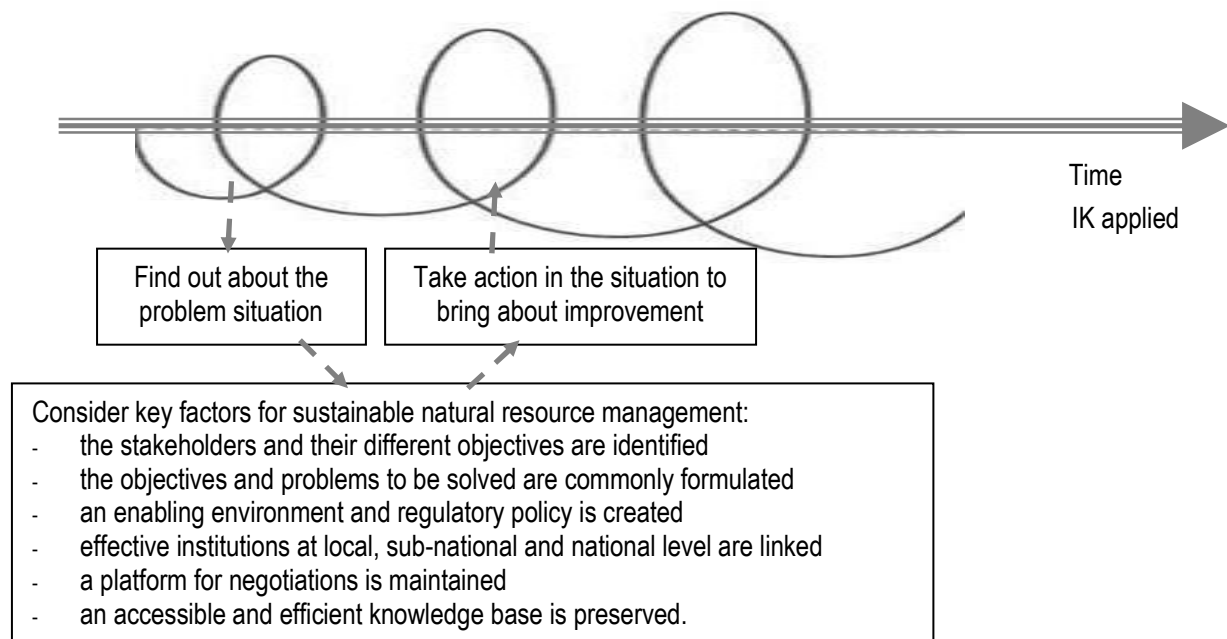 Time
IK applied
Find out about the
problem situation
Take action in the situation to
bring about improvement
Consider key factors for sustainable natural resource management:
- the stakeholders and their different objectives are identified
- the objectives and problems to be solved are commonly formulated
- an enabling environment and regulatory policy is created
- effective institutions at local, sub-national and national level are linked
- a platform for negotiations is maintained
- an accessible and efficient knowledge base is preserved.